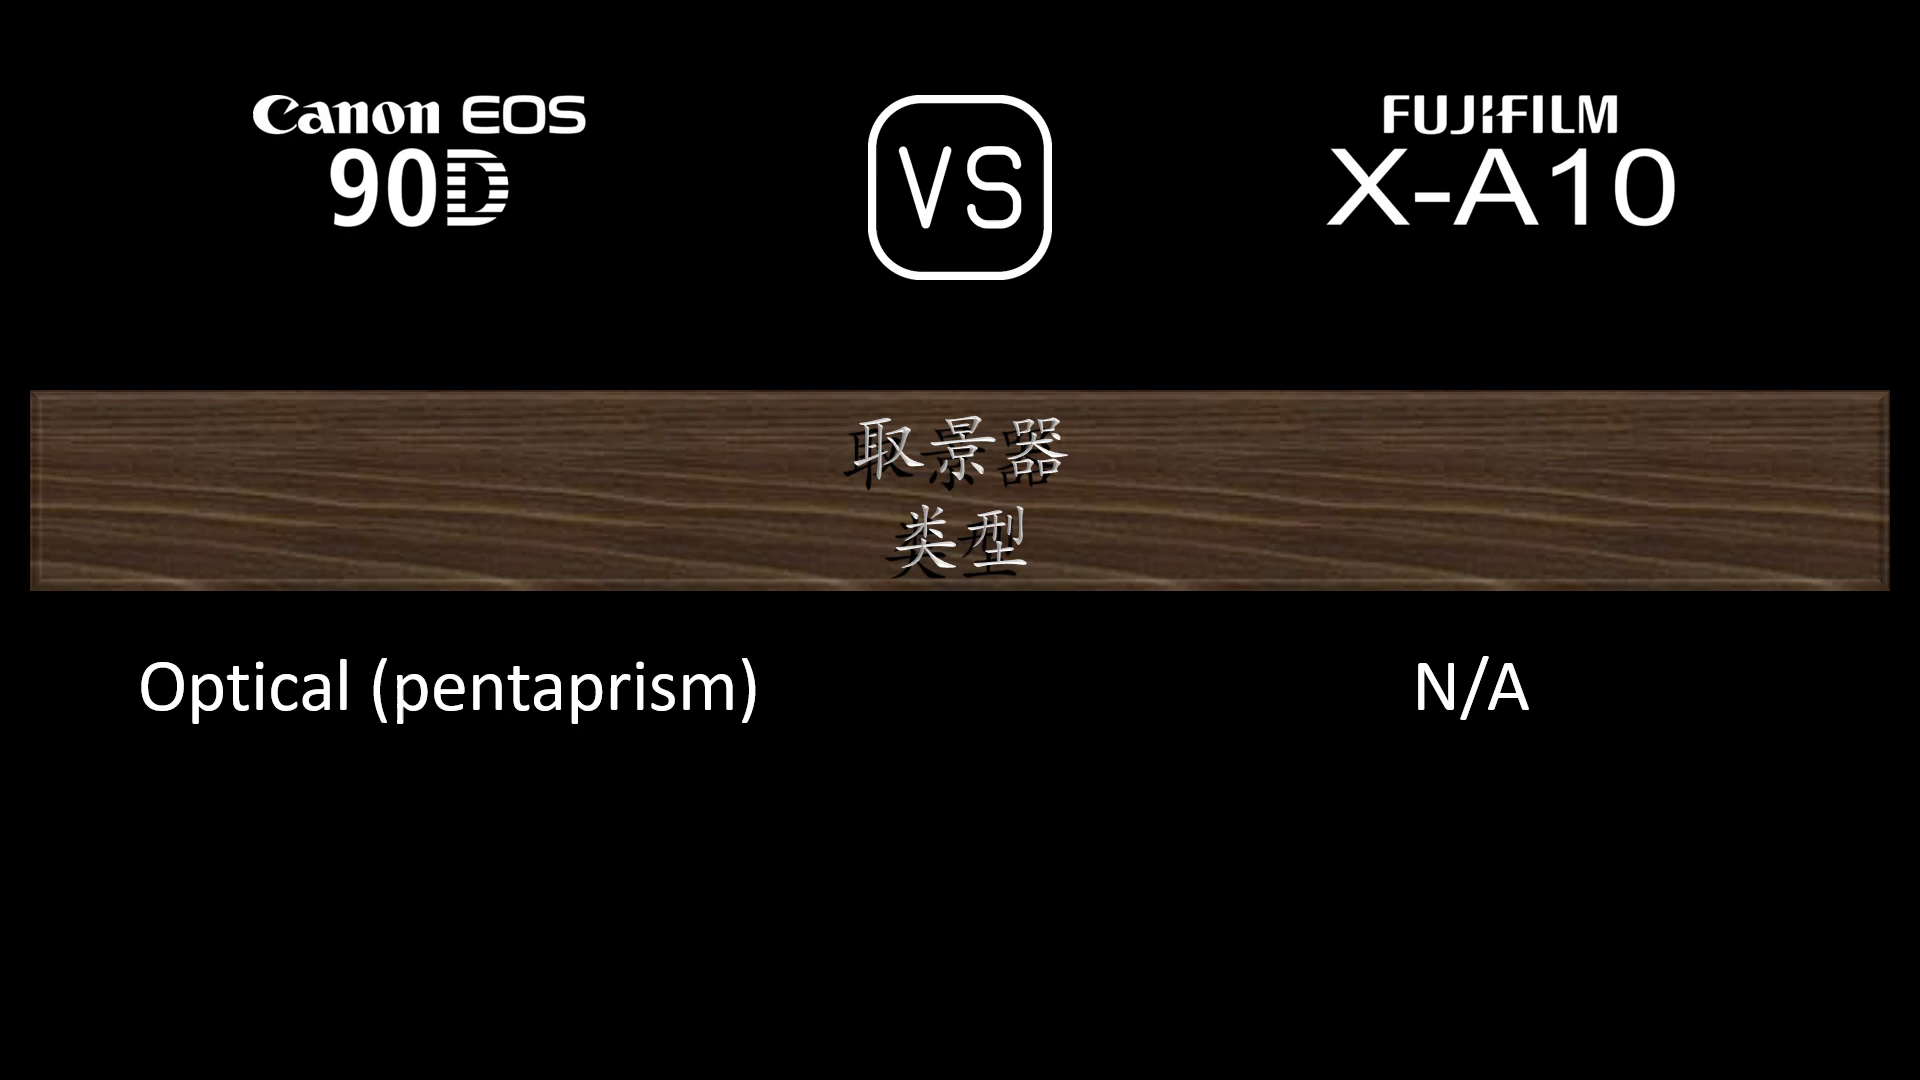 Canon EOS
90D
VS
FUJIFILM
X-A10
取景器
类型
Optical (pentaprism)
N/A